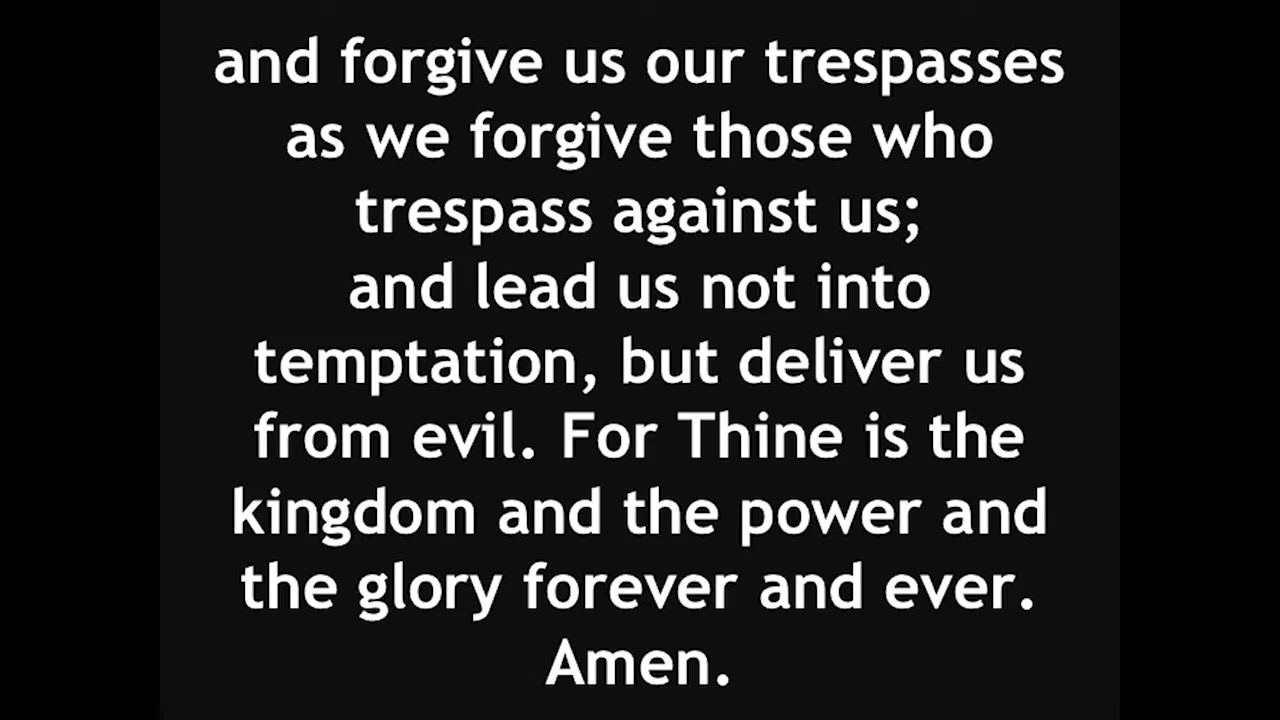 and forgive us our trespasses
as we forgive those who
trespass against us;
and lead us not into
temptation, but deliver us
from evil. For Thine is the
kingdom and the power and
the glory forever and ever.
Amen.